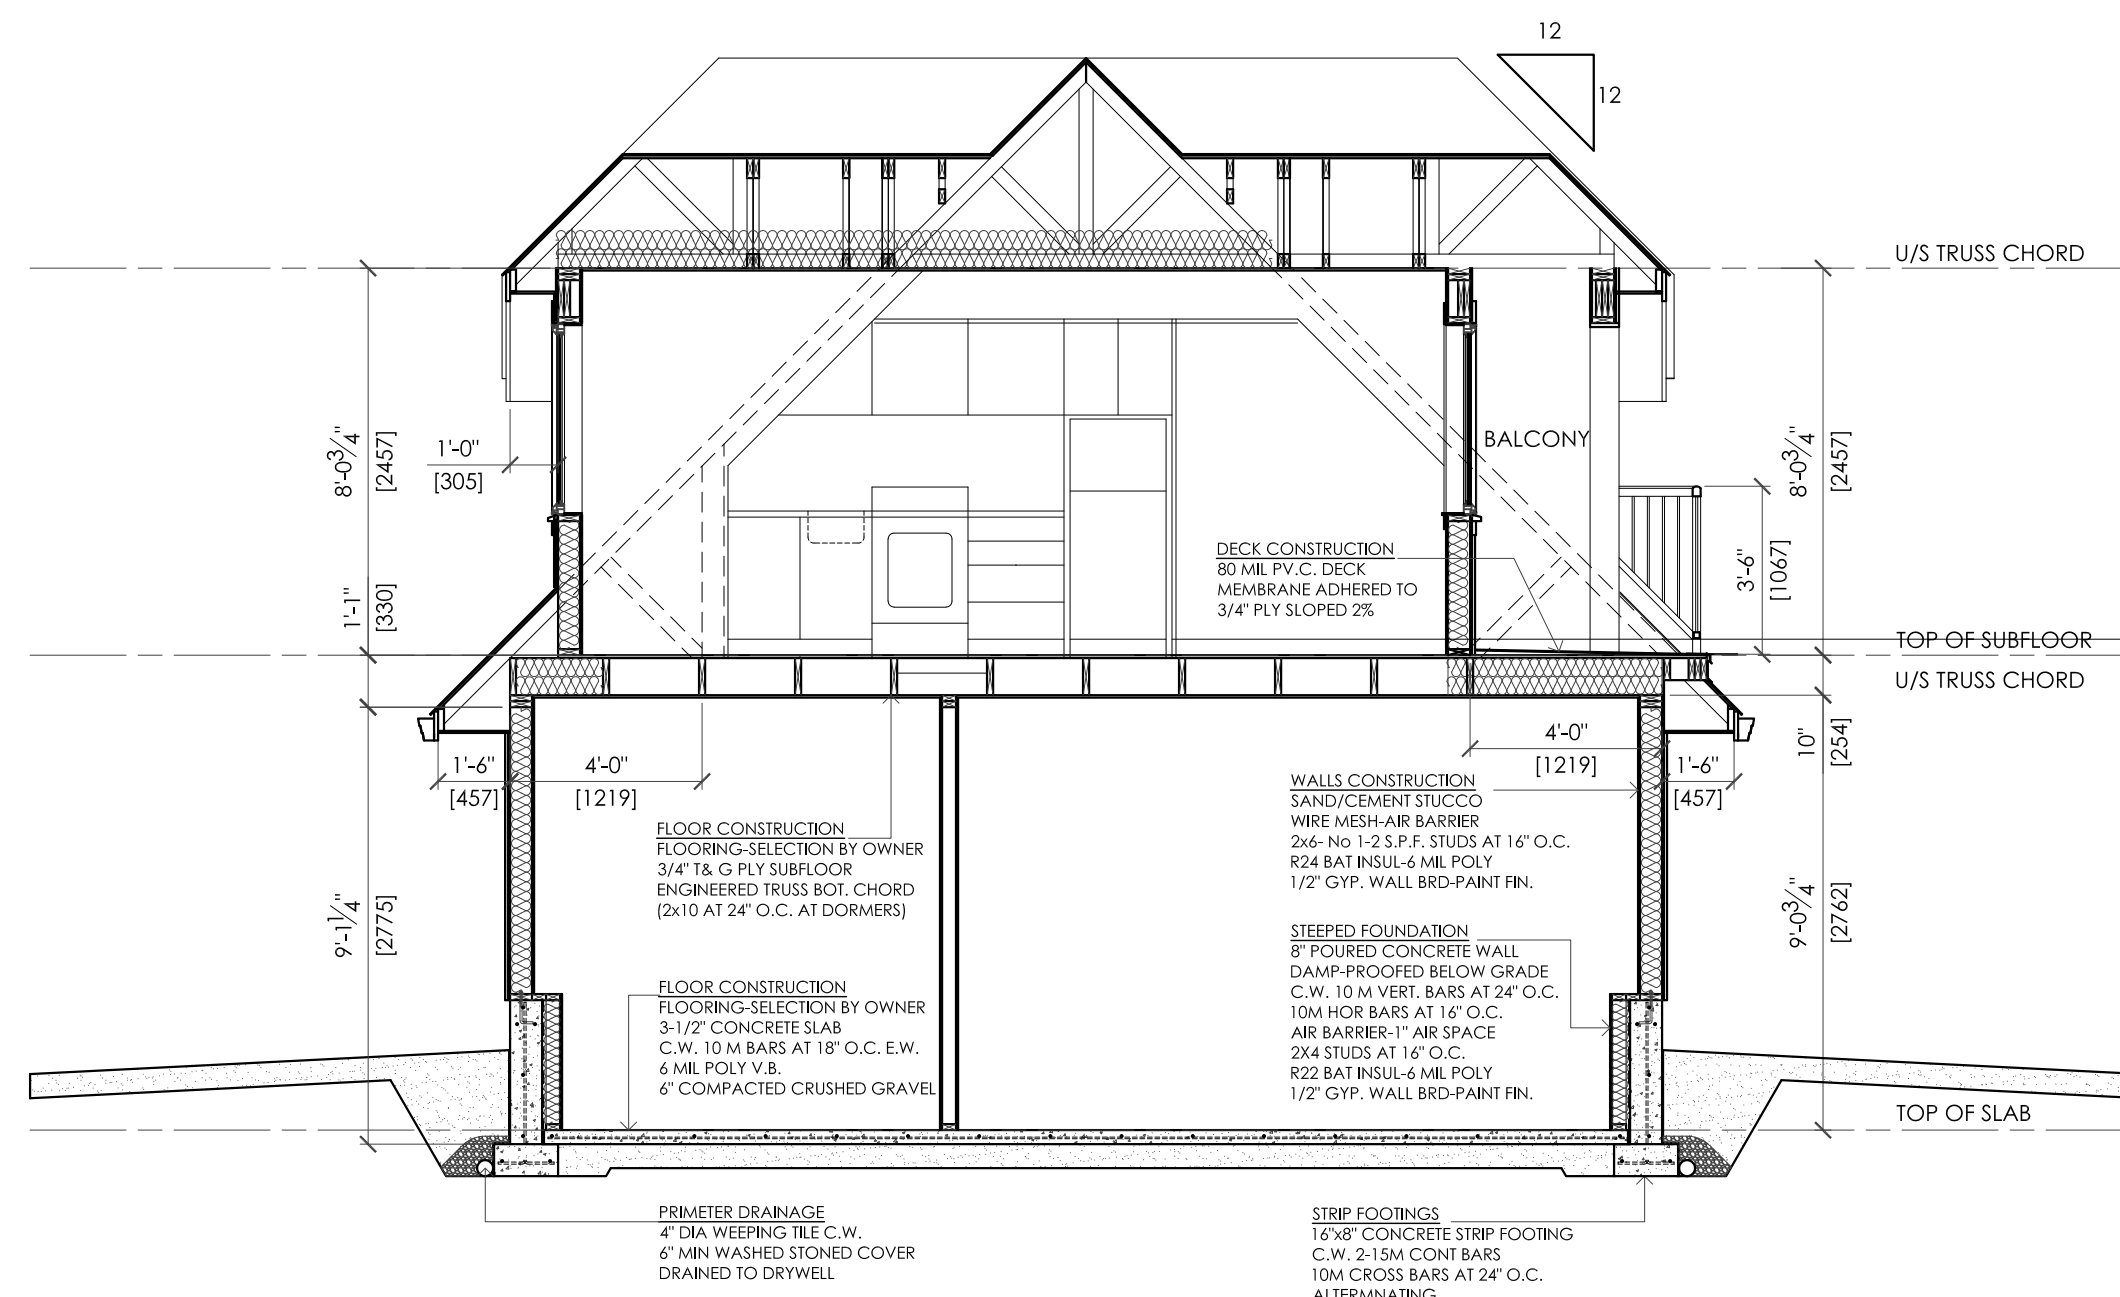 12
12
U/S TRUSS CHORD
8'-03/4"
[2457]
1'-0"
[305]
BALCONY
8'-03/4"
[2457]
3'-6"
[1067]
DECK CONSTRUCTION
80 MIL PV.C. DECK
MEMBRANE ADHERED TO
3/4" PLY SLOPED 2%
1'-1"
[330]
TOP OF SUBFLOOR
U/S TRUSS CHORD
10"
[254]
1'-6"
[457]
4'-0"
[1219]
4'-0"
[1219]
1'-6"
[457]
WALLS CONSTRUCTION
SAND/CEMENT STUCCO
WIRE MESH-AIR BARRIER
2x6- No 1-2 S.P.F. STUDS AT 16" O.C.
R24 BAT INSUL-6 MIL POLY
1/2" GYP. WALL BRD-PAINT FIN.
FLOOR CONSTRUCTION
FLOORING-SELECTION BY OWNER
3/4" T& G PLY SUBFLOOR
ENGINEERED TRUSS BOT. CHORD
(2x10 AT 24" O.C. AT DORMERS)
9'-1/4"
[2775]
9'-03/4"
[2762]
STEEPED FOUNDATION
8" POURED CONCRETE WALL
DAMP-PROOFED BELOW GRADE
C.W. 10 M VERT. BARS AT 24" O.C.
10M HOR BARS AT 16" O.C.
AIR BARRIER-1" AIR SPACE
2X4 STUDS AT 16" O.C.
R22 BAT INSUL-6 MIL POLY
1/2" GYP. WALL BRD-PAINT FIN.
FLOOR CONSTRUCTION
FLOORING-SELECTION BY OWNER
3-1/2" CONCRETE SLAB
C.W. 10 M BARS AT 18" O.C. E.W.
6 MIL POLY V.B.
6" COMPACTED CRUSHED GRAVEL
TOP OF SLAB
PRIMETER DRAINAGE
4" DIA WEEPING TILE C.W.
6" MIN WASHED STONED COVER
DRAINED TO DRYWELL
STRIP FOOTINGS
16"x8" CONCRETE STRIP FOOTING
C.W. 2-15M CONT BARS
10M CROSS BARS AT 24" O.C.
ALTERMNATING